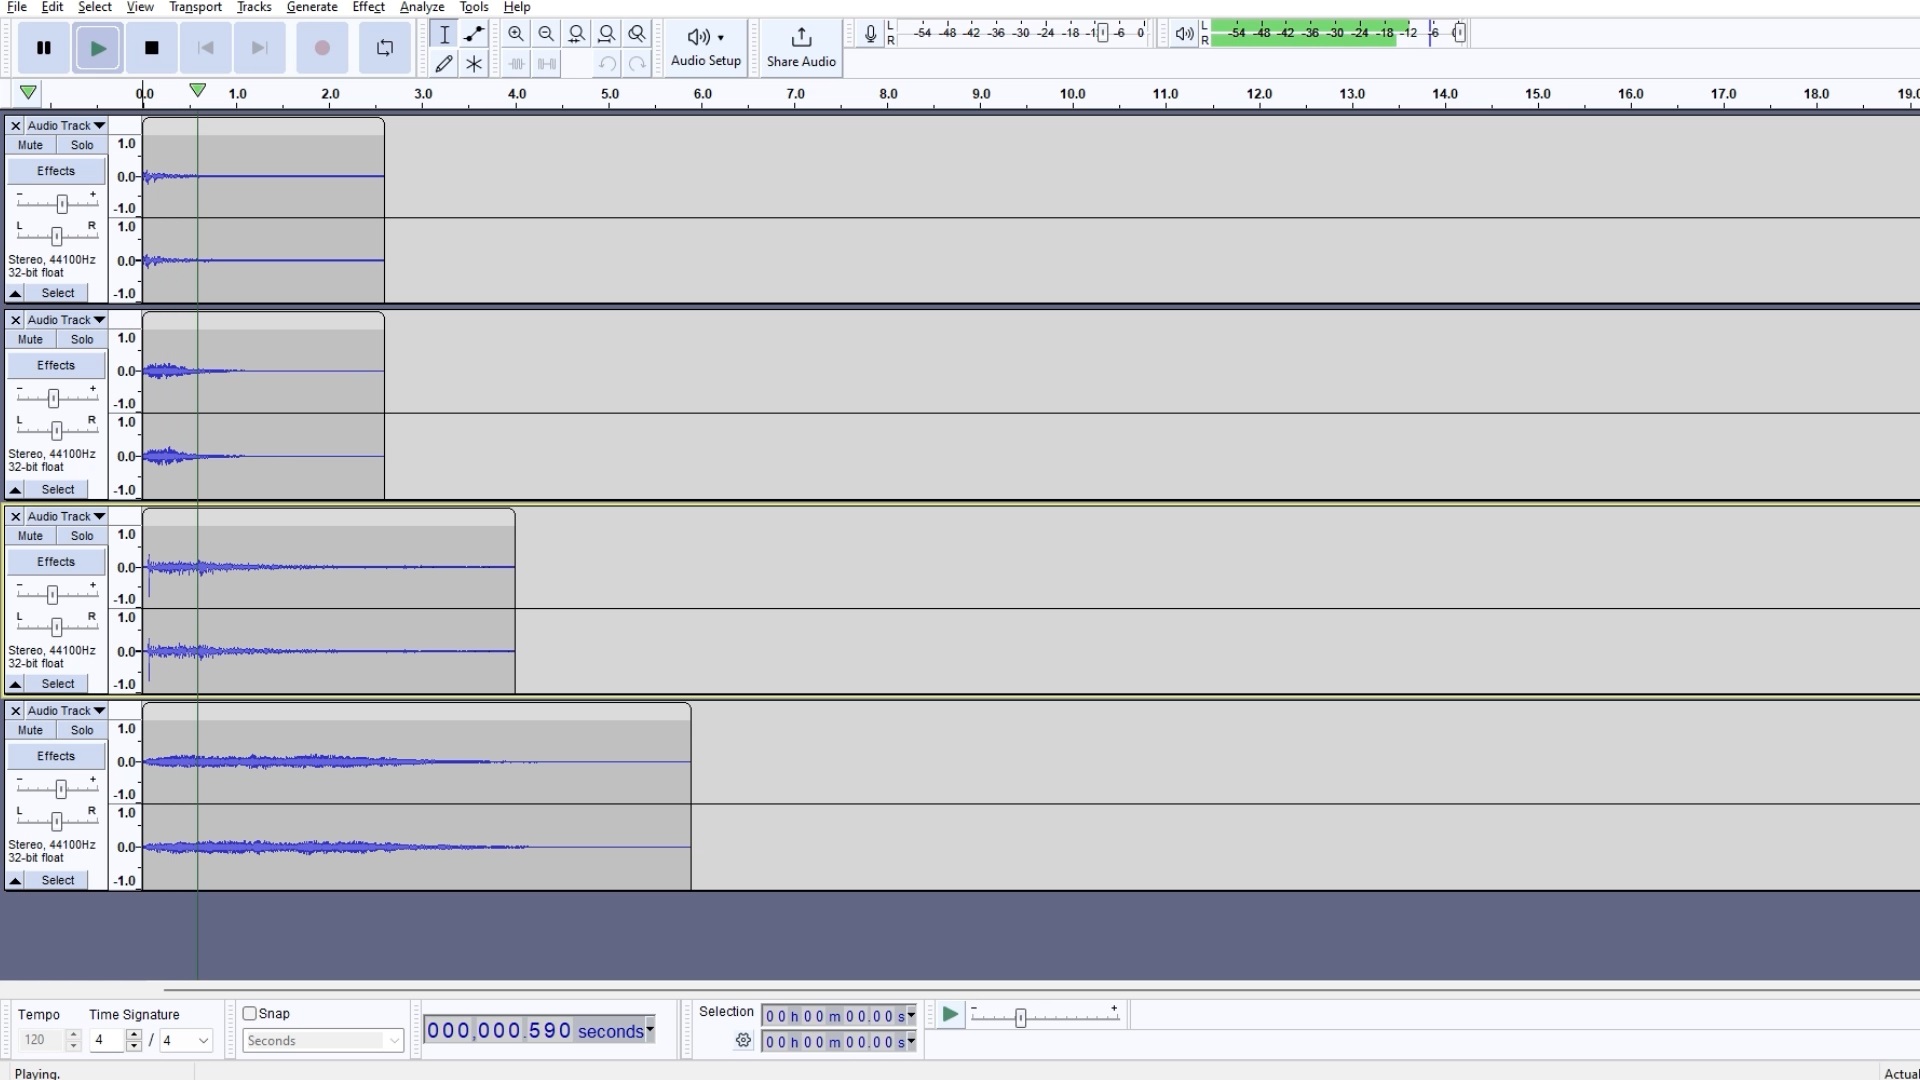 File Edit Select View Transport Tracks Generate Effect Analyze Tools Help
Audio Setup
Share Audio
L
R
-54 -48 -42 -36 -30 -24 -18 -1 -6 0
L
R
-54 -48 -42 -36 -30 -24 -18 -12 -6
0.0 1.0 2.0 3.0 4.0 5.0 6.0 7.0 8.0 9.0 10.0 11.0 12.0 13.0 14.0 15.0 16.0 17.0 18.0 19.0
Audio Track
Mute Solo
Effects
- +
L R
Stereo, 44100Hz
32-bit float
Select
1.0
0.0
-1.0
1.0
0.0
-1.0
Audio Track
Mute Solo
Effects
- +
L R
Stereo, 44100Hz
32-bit float
Select
1.0
0.0
-1.0
1.0
0.0
-1.0
Audio Track
Mute Solo
Effects
- +
L R
Stereo, 44100Hz
32-bit float
Select
1.0
0.0
-1.0
1.0
0.0
-1.0
Audio Track
Mute Solo
Effects
- +
L R
Stereo, 44100Hz
32-bit float
Select
1.0
0.0
-1.0
1.0
0.0
-1.0
Tempo
120
Time Signature
4 / 4
Snap
Seconds
000,000.590 seconds
Selection
00h00m00.00s
00h00m00.00s
- +
Playing.
Actual